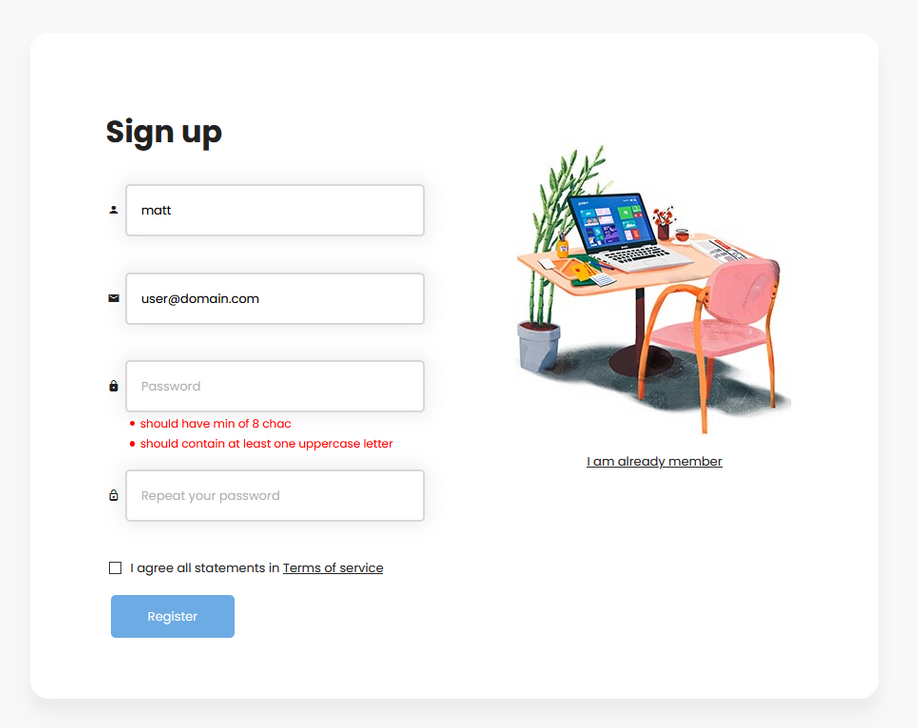 Sign up
matt
user@domain.com
Password
should have min of 8 chac
should contain at least one uppercase letter
Repeat your password
I agree all statements in Terms of service
Register
I am already member